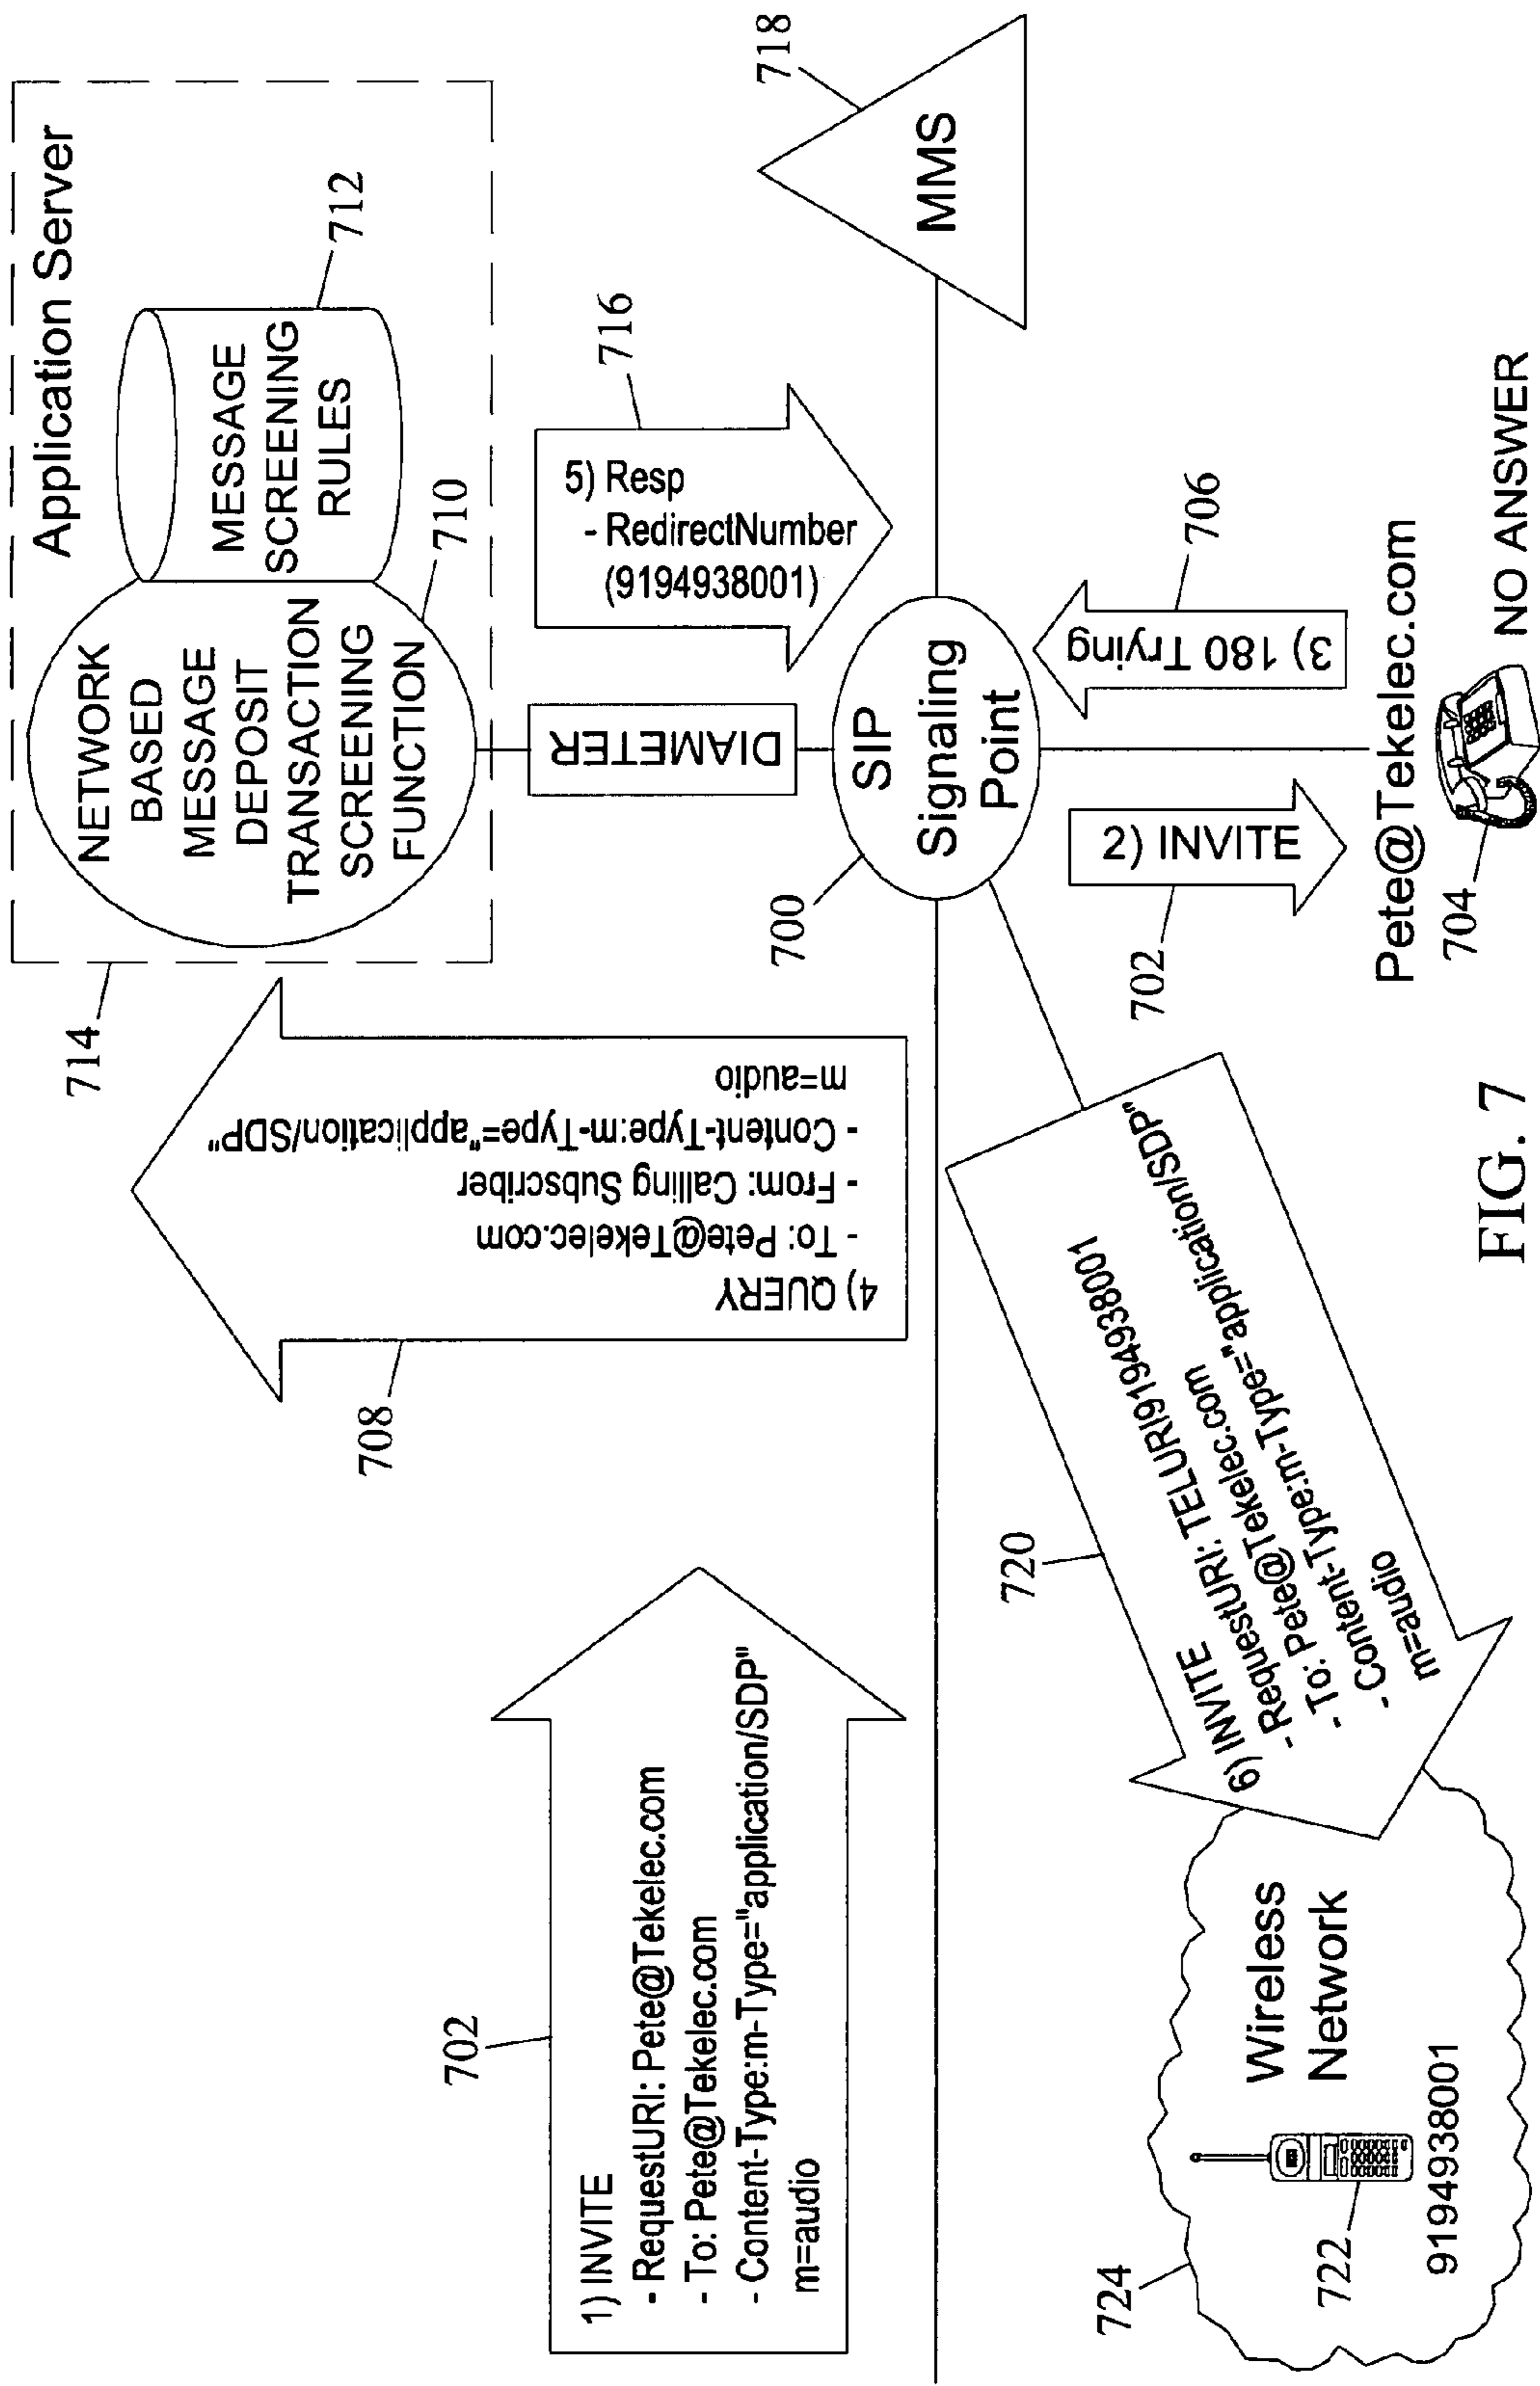 Application Server
714
NETWORK
BASED
MESSAGE
DEPOSIT
TRANSACTION
SCREENING
FUNCTION
710
MESSAGE
SCREENING
RULES
712
702
1) INVITE
- RequestURI: Pete@Tekelec.com
- To: Pete@Tekelec.com
- Content-Type:m-Type="application/SDP"
m=audio
708
4) QUERY
- To: Pete@Tekelec.com
- From: Calling Subscriber
- Content-Type:m-Type="application/SDP"
m=audio
DIAMETER
5) Resp
- RedirectNumber
(9194938001)
716
700
SIP
Signaling
Point
MMS
718
720
6) INVITE
- RequestURI: TELURI9194938001
- To: Pete@Tekelec.com
- Content-Type:m-Type="application/SDP"
m=audio
702
2) INVITE
3) 180 Trying
706
Pete@Tekelec.com
704
NO ANSWER
724
Wireless
Network
722
9194938001
FIG. 7